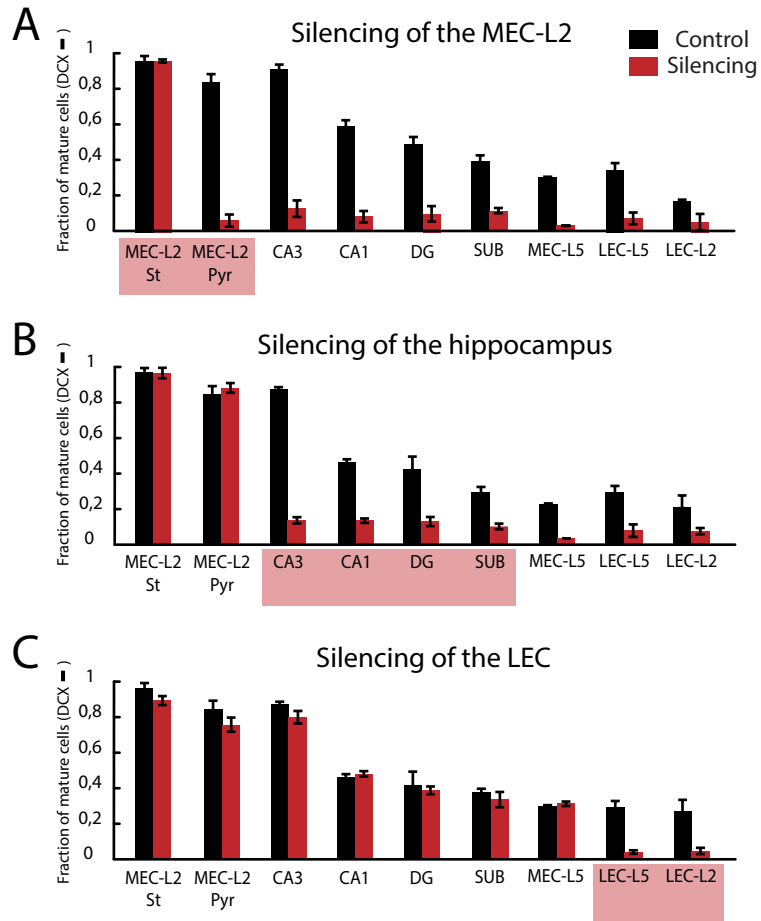 A
Silencing of the MEC-L2
Control
Silencing
Fraction of mature cells (DCX ━ )
1
0,8
0,6
0,4
0,2
0
MEC-L2 St
MEC-L2 Pyr
CA3
CA1
DG
SUB
MEC-L5
LEC-L5
LEC-L2
B
Silencing of the hippocampus
Fraction of mature cells (DCX ━ )
1
0,8
0,6
0,4
0,2
0
MEC-L2 St
MEC-L2 Pyr
CA3
CA1
DG
SUB
MEC-L5
LEC-L5
LEC-L2
C
Silencing of the LEC
Fraction of mature cells (DCX ━ )
1
0,8
0,6
0,4
0,2
0
MEC-L2 St
MEC-L2 Pyr
CA3
CA1
DG
SUB
MEC-L5
LEC-L5
LEC-L2